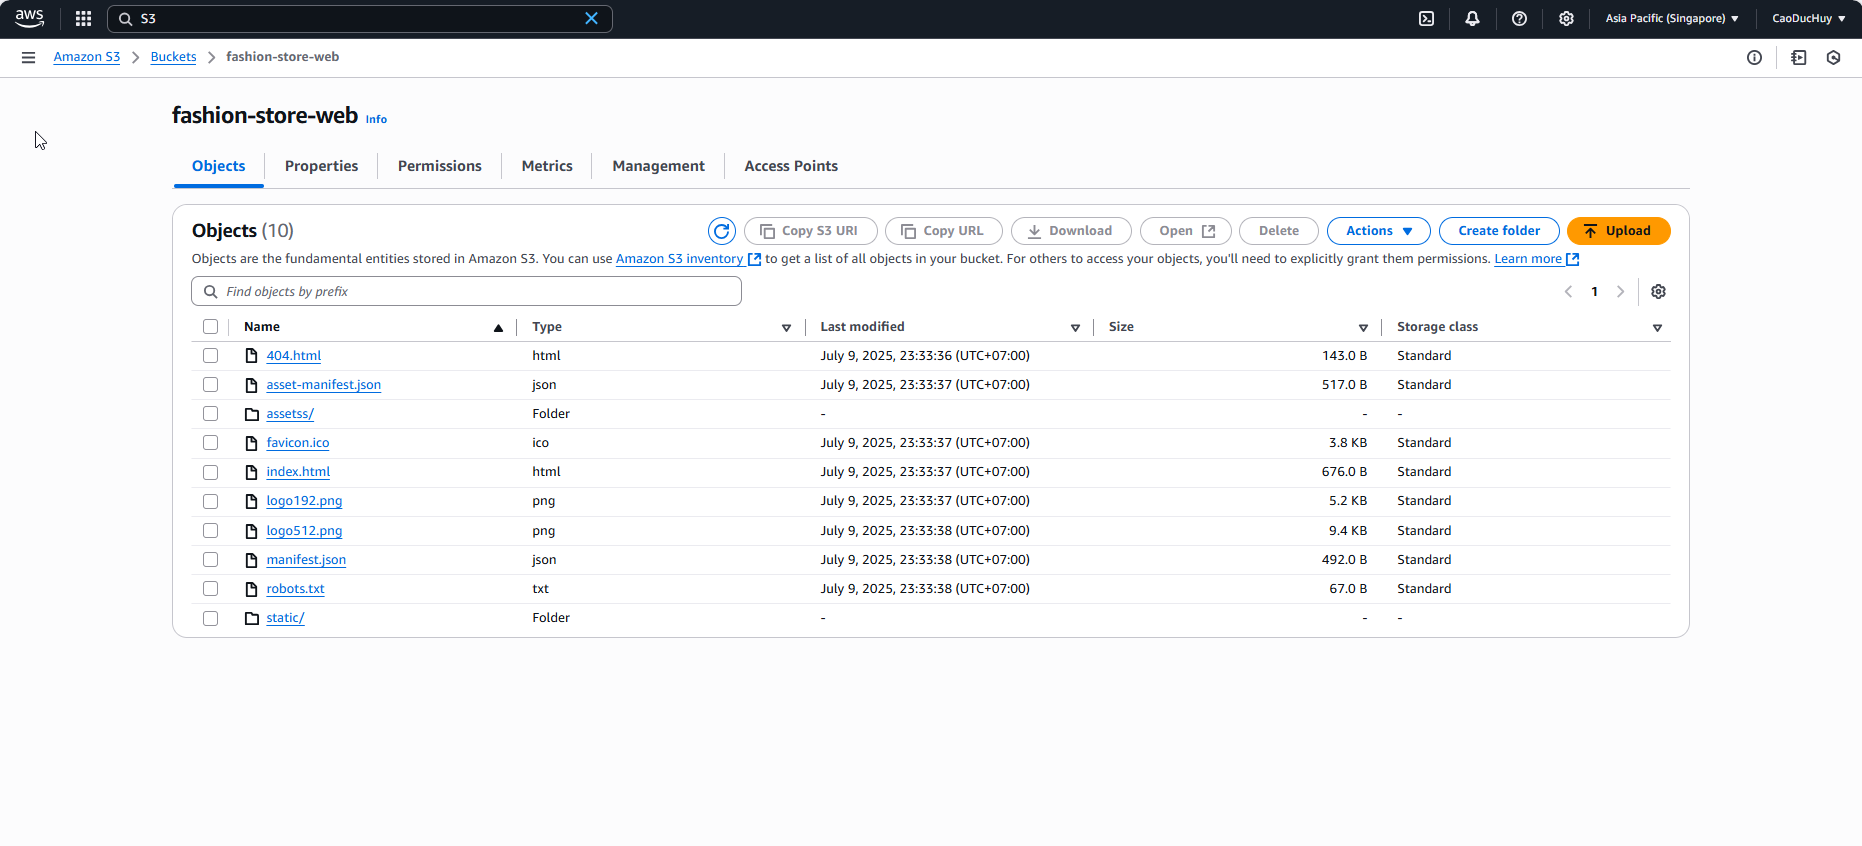 aws
S3
Asia Pacific (Singapore)
CaoDucHuy
Amazon S3
Buckets
fashion-store-web
fashion-store-web Info
Objects
Properties
Permissions
Metrics
Management
Access Points
Objects (10)
Copy S3 URI
Copy URL
Download
Open
Delete
Actions
Create folder
Upload
Objects are the fundamental entities stored in Amazon S3. You can use Amazon S3 inventory to get a list of all objects in your bucket. For others to access your objects, you'll need to explicitly grant them permissions. Learn more
Find objects by prefix
1
Name Type Last modified Size Storage class
404.html html July 9, 2025, 23:33:36 (UTC+07:00) 143.0 B Standard
asset-manifest.json json July 9, 2025, 23:33:37 (UTC+07:00) 517.0 B Standard
assetss/ Folder - - -
favicon.ico ico July 9, 2025, 23:33:37 (UTC+07:00) 3.8 KB Standard
index.html html July 9, 2025, 23:33:37 (UTC+07:00) 676.0 B Standard
logo192.png png July 9, 2025, 23:33:37 (UTC+07:00) 5.2 KB Standard
logo512.png png July 9, 2025, 23:33:38 (UTC+07:00) 9.4 KB Standard
manifest.json json July 9, 2025, 23:33:38 (UTC+07:00) 492.0 B Standard
robots.txt txt July 9, 2025, 23:33:38 (UTC+07:00) 67.0 B Standard
static/ Folder - - -